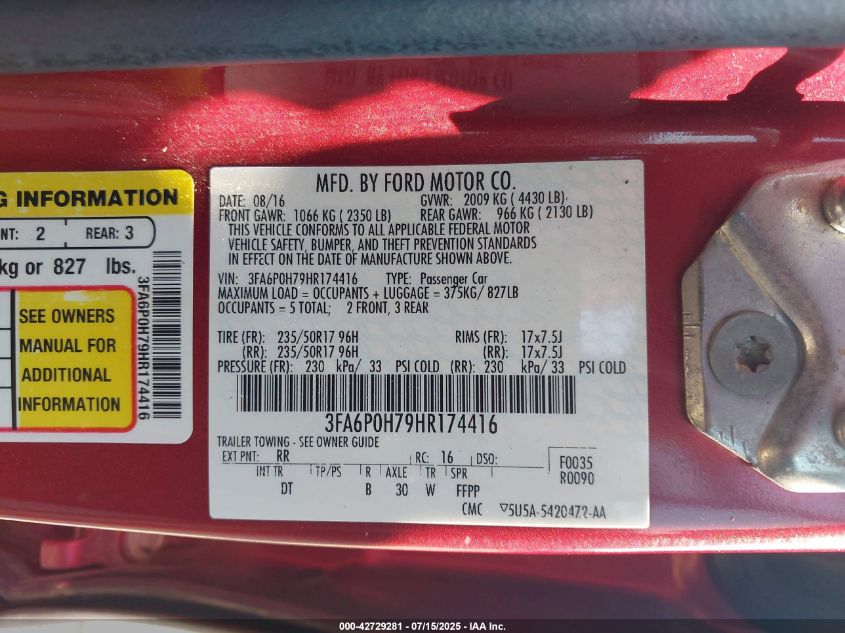 G INFORMATION
NT: 2 REAR: 3
kg or 827 lbs.
SEE OWNERS
MANUAL FOR
ADDITIONAL
INFORMATION
3FA6P0H79HR174416
MFD. BY FORD MOTOR CO.
DATE: 08/16 GVWR: 2009 KG ( 4430 LB)
FRONT GAWR: 1066 KG ( 2350 LB) REAR GAWR: 966 KG ( 2130 LB)
THIS VEHICLE CONFORMS TO ALL APPLICABLE FEDERAL MOTOR
VEHICLE SAFETY, BUMPER, AND THEFT PREVENTION STANDARDS
IN EFFECT ON THE DATE OF MANUFACTURE SHOWN ABOVE.
VIN: 3FA6P0H79HR174416 TYPE: Passenger Car
MAXIMUM LOAD = OCCUPANTS + LUGGAGE = 375KG/ 827LB
OCCUPANTS = 5 TOTAL; 2 FRONT, 3 REAR
TIRE (FR): 235/50R17 96H RIMS (FR): 17x7.5J
(RR): 235/50R17 96H (RR): 17x7.5J
PRESSURE (FR): 230 kPa/ 33 PSI COLD (RR): 230 kPa/ 33 PSI COLD
3FA6P0H79HR174416
TRAILER TOWING - SEE OWNER GUIDE
EXT PNT: RR RC: 16 DSO: F0035
INT TR TP/PS R AXLE TR SPR R0090
DT B 30 W FFPP
CMC ▽5U5A-5420472-AA
000-42729281 - 07/15/2025 - IAA Inc.